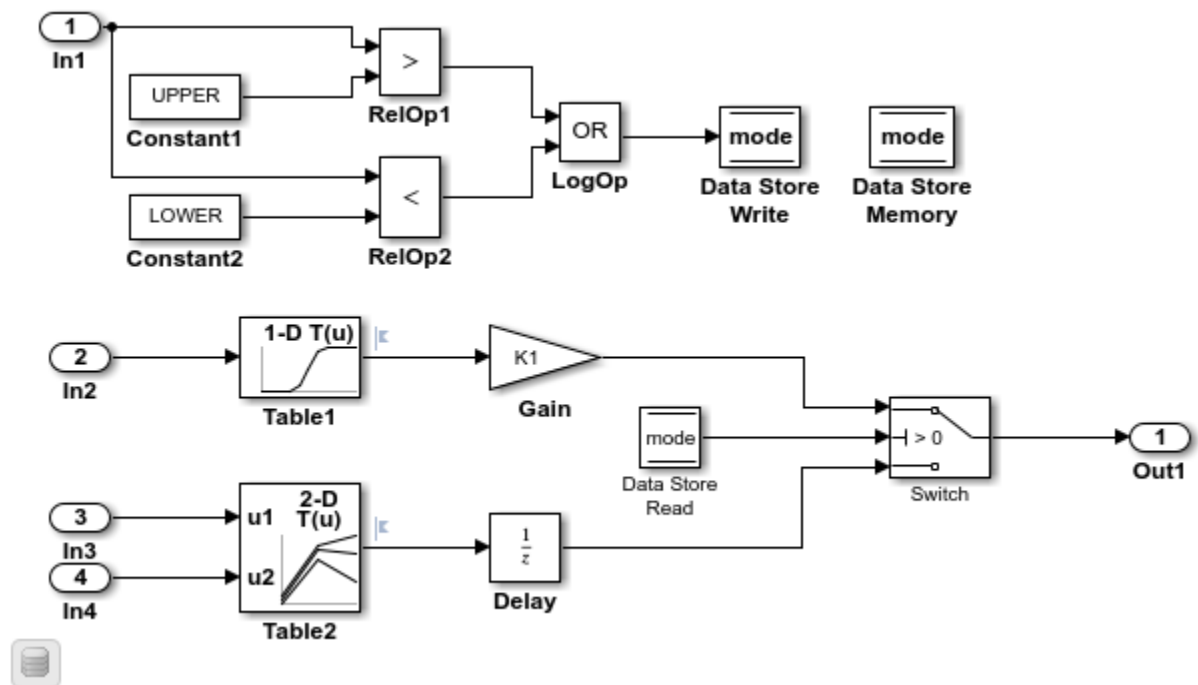 1
In1
UPPER
Constant1
>
RelOp1
LOWER
Constant2
<
RelOp2
OR
LogOp
mode
Data Store
Write
mode
Data Store
Memory
2
In2
1-D T(u)
Table1
K1
Gain
mode
Data Store
Read
> 0
Switch
1
Out1
3
In3
4
In4
u1
u2
2-D
T(u)
Table2
1
z
Delay